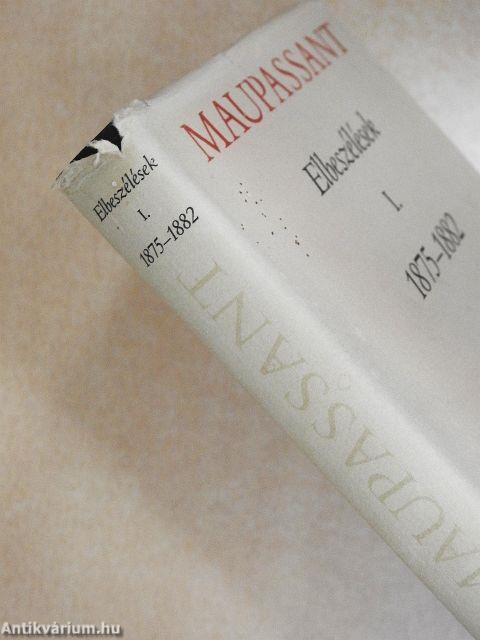 MAUPASSANT
Elbeszélések
I.
1875–1882
Elbeszélések
I.
1875–1882
MAUPASSANT
Antikvárium.hu